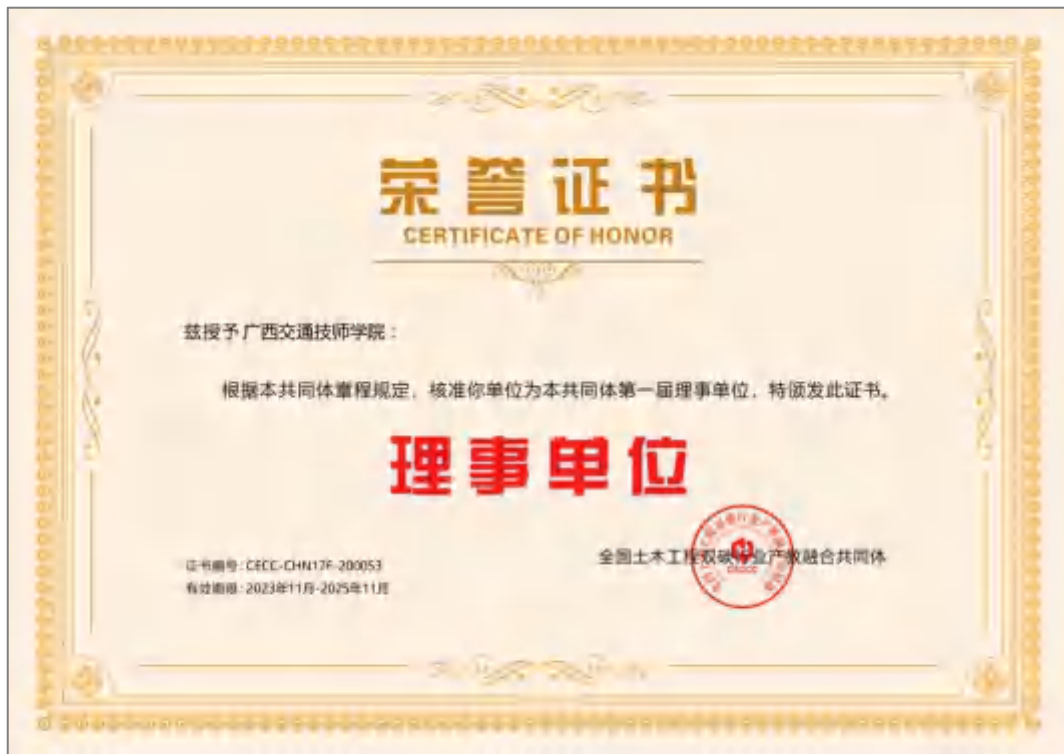 荣誉证书
CERTIFICATE OF HONOR
兹授予广西交通技师学院：
根据本共同体章程规定，核准你单位为本共同体第一届理事单位，特颁发此证书。
理事单位
全国土木工程双碳行业产教融合共同体
证书编号：CECC-CHN17F-200053
有效期限：2023年11月-2025年11月